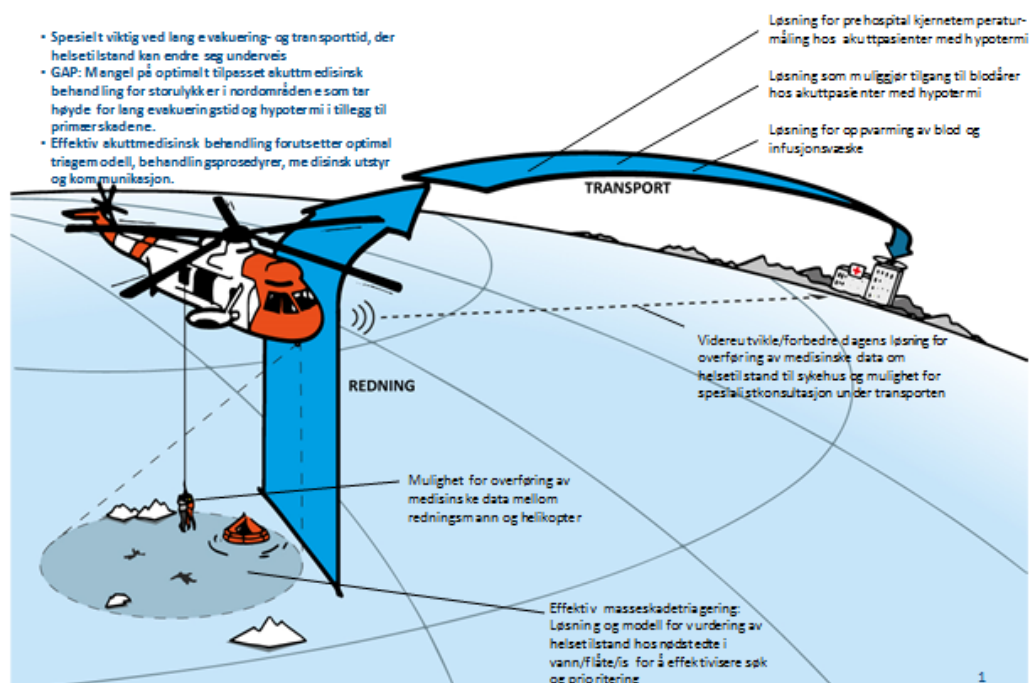 • Spesielt viktig ved lang evakuering- og transporttid, der
helsetilstand kan endre seg underveis
• GAP: Mangel på optimalt tilpasset akuttmedisinsk
behandling for storulykker i nordområdene som tar
høyde for lang evakueringstid og hypotermi i tillegg til
primærskadene.
• Effektiv akuttmedisinsk behandling forutsetter optimal
triagemodell, behandlingsprosedyrer, medisinsk utstyr
og kommunikasjon.
Løsning for prehospital kjernetemperatur-
måling hos akuttpasienter med hypotermi
Løsning som muliggjør tilgang til blodårer
hos akuttpasienter med hypotermi
Løsning for oppvarming av blod og
infusjonsvæske
TRANSPORT
Videreutvikle/forbedre dagens løsning for
overføring av medisinske data om
helsetilstand til sykehus og mulighet for
spesialistkonsultasjon under transporten
REDNING
Mulighet for overføring av
medisinske data mellom
redningsmann og helikopter
Effektiv masseskadetriagering:
Løsning og modell for vurdering av
helsetilstand hos nødstedte i
vann/flåte/is for å effektivisere søk
og prioritering
1